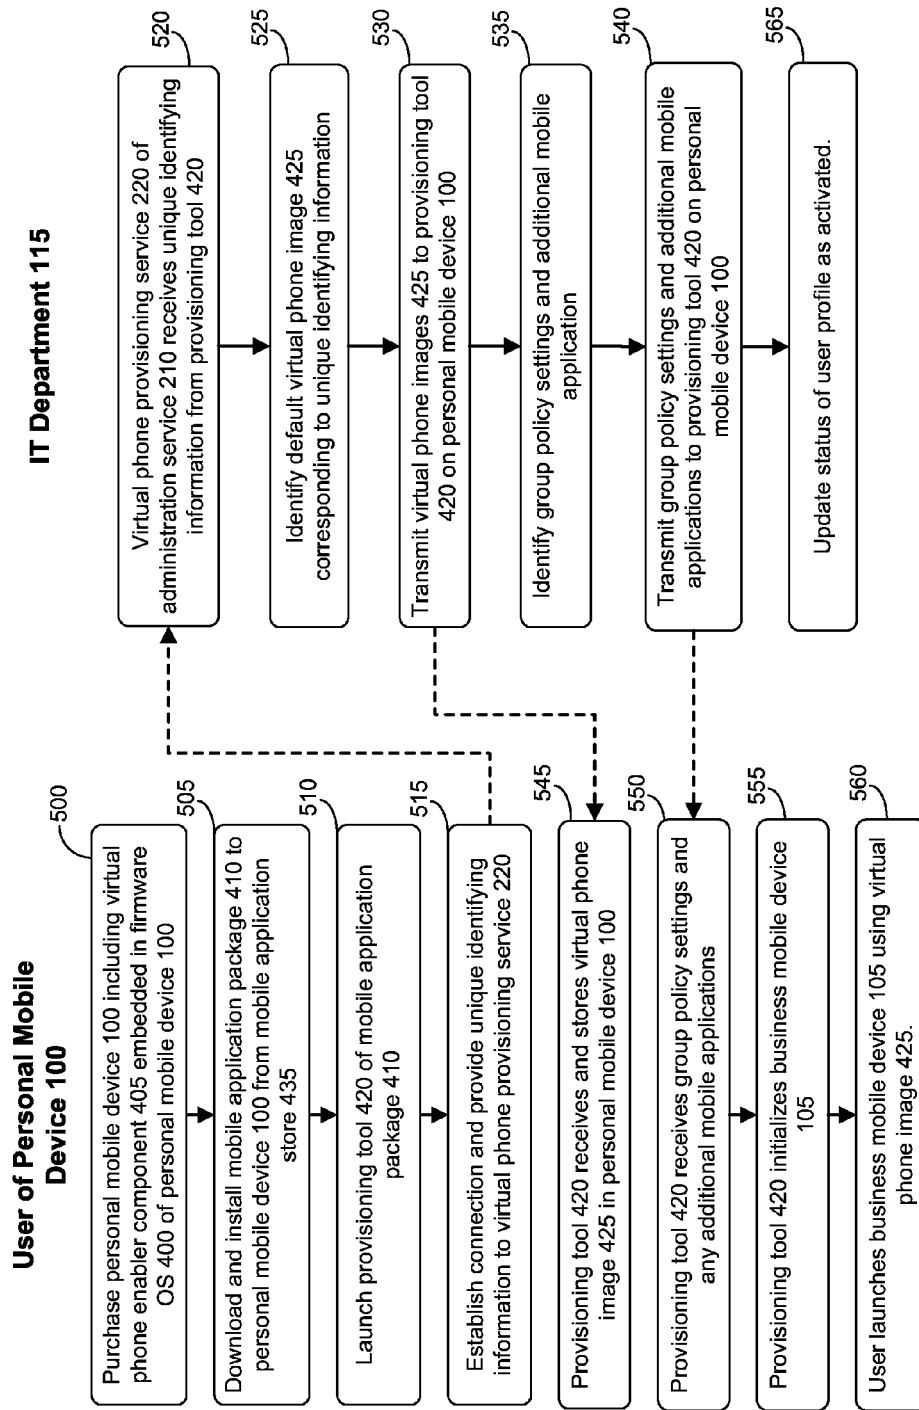 User of Personal Mobile
Device 100
500
Purchase personal mobile device 100 including virtual
phone enabler component 405 embedded in firmware
OS 400 of personal mobile device 100
505
Download and install mobile application package 410 to
personal mobile device 100 from mobile application
store 435
510
Launch provisioning tool 420 of mobile application
package 410
515
Establish connection and provide unique identifying
information to virtual phone provisioning service 220
545
Provisioning tool 420 receives and stores virtual phone
image 425 in personal mobile device 100
550
Provisioning tool 420 receives group policy settings and
any additional mobile applications
555
Provisioning tool 420 initializes business mobile device
105
560
User launches business mobile device 105 using virtual
phone image 425.
IT Department 115
520
Virtual phone provisioning service 220 of
administration service 210 receives unique identifying
information from provisioning tool 420
525
Identify default virtual phone image 425
corresponding to unique identifying information
530
Transmit virtual phone images 425 to provisioning tool
420 on personal mobile device 100
535
Identify group policy settings and additional mobile
application
540
Transmit group policy settings and additional mobile
applications to provisioning tool 420 on personal
mobile device 100
565
Update status of user profile as activated.